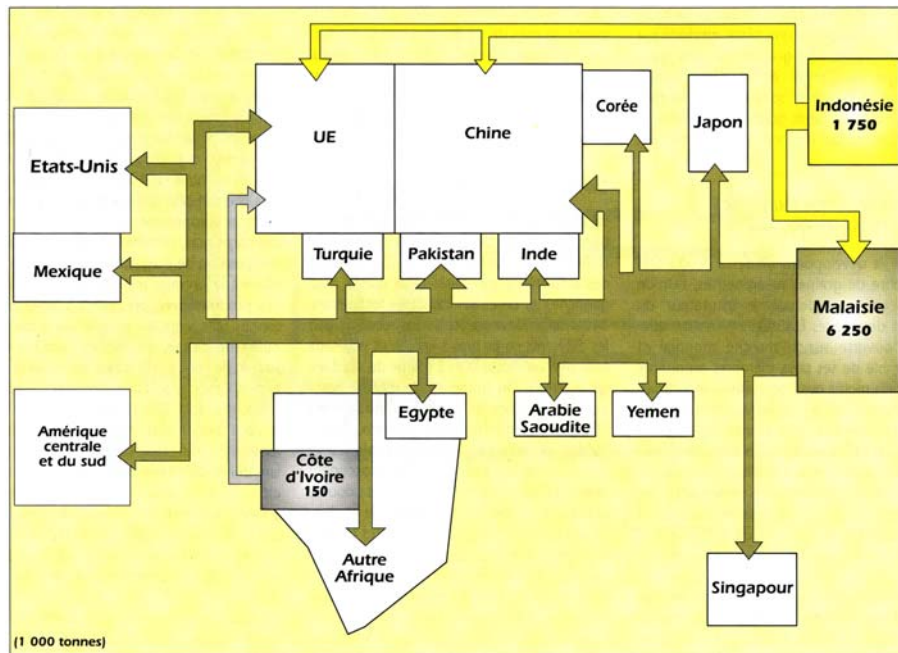 Indonésie
1 750
Corée
Japon
UE
Chine
Etats-Unis
Mexique
Turquie
Pakistan
Inde
Malaisie
6 250
Egypte
Arabie
Saoudite
Yemen
Amérique
centrale
et du sud
Côte
d'Ivoire
150
Autre
Afrique
Singapour
(1 000 tonnes)